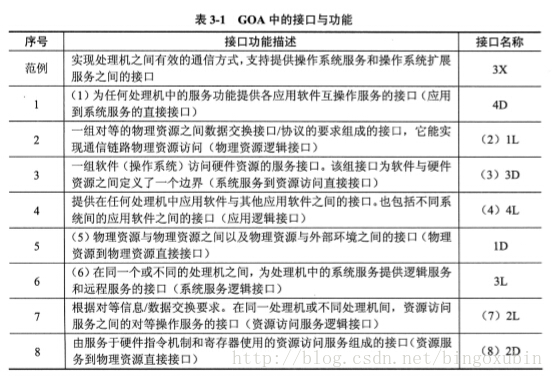 表 3-1 GOA 中的接口与功能
序号 接口功能描述 接口名称
范例 实现处理机之间有效的通信方式,支持提供操作系统服务和操作系统扩展
服务之间的接口 3X
1 (1)为任何处理机中的服务功能提供各应用软件互操作服务的接口(应用
到系统服务的直接接口) 4D
2 一组对等的物理资源之间数据交换接口/协议的要求组成的接口,它能实
现通信链路物理资源访问(物理资源逻辑接口) (2)1L
3 一组软件(操作系统)访问硬件资源的服务接口。该组接口为软件与硬件
资源之间定义了一个边界(系统服务到资源访问直接接口) (3)3D
4 提供在任何处理机中应用软件与其他应用软件之间的接口。也包括不同系
统间的应用软件之间的接口(应用逻辑接口) (4)4L
5 (5)物理资源与物理资源之间以及物理资源与外部环境之间的接口(物理
资源到物理资源直接接口) 1D
6 (6)在同一个或不同的处理机之间,为处理机中的系统服务提供逻辑服务
和远程服务的接口(系统服务逻辑接口) 3L
7 根据对等信息/数据交换要求。在同一处理机或不同处理机间,资源访问
服务之间的对等操作服务的接口(资源访问服务逻辑接口) (7)2L
8 由服务于硬件指令机制和寄存器使用的资源访问服务组成的接口(资源服
务到物理资源直接接口) (8)2D
http://blog.csdn.net/bingoxubin